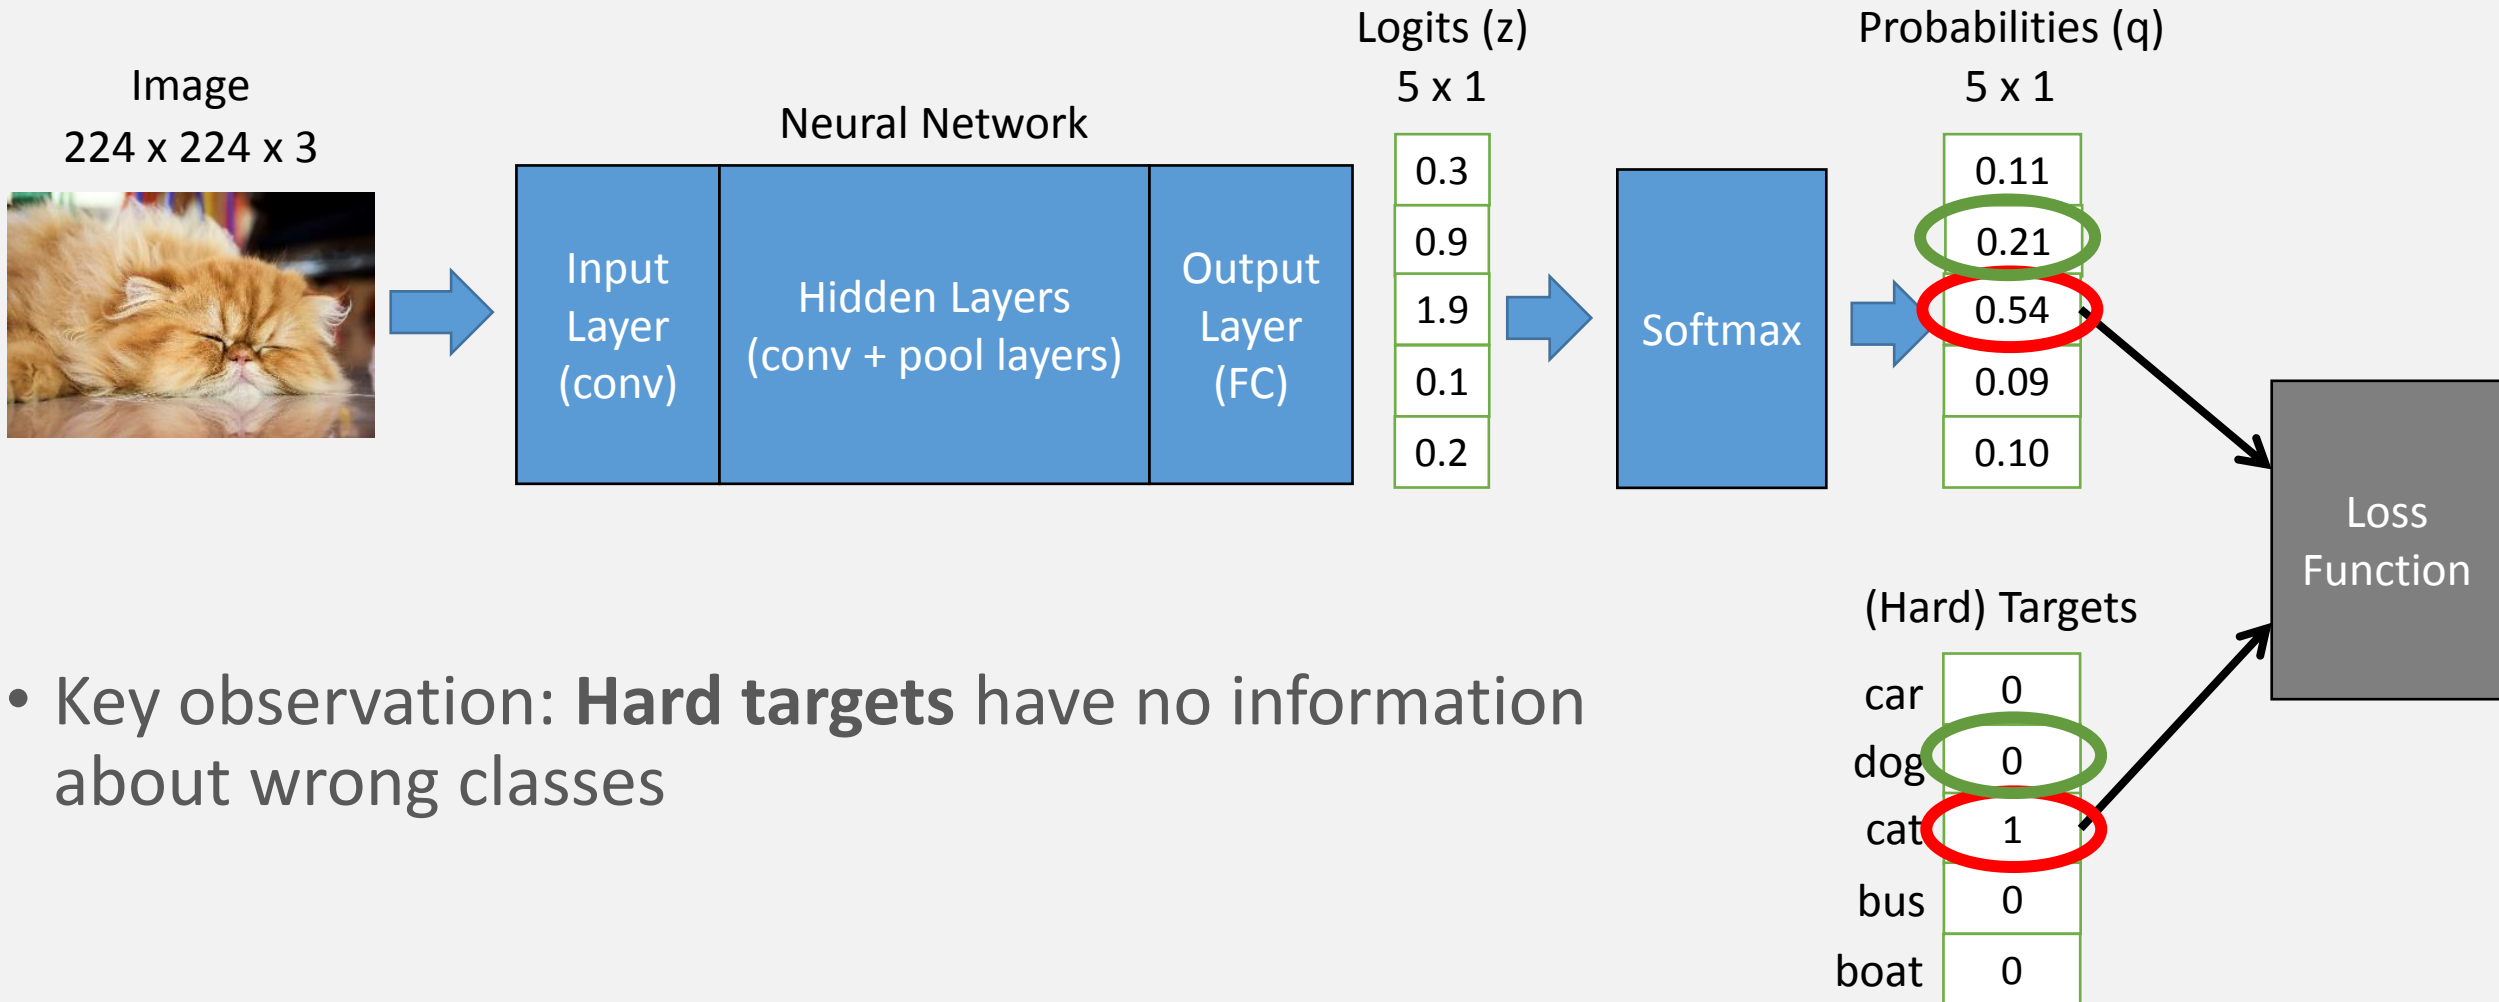 Image
224 x 224 x 3
Neural Network
Input
Layer
(conv)
Hidden Layers
(conv + pool layers)
Output
Layer
(FC)
Logits (z)
5 x 1
0.3
0.9
1.9
0.1
0.2
Softmax
Probabilities (q)
5 x 1
0.11
0.21
0.54
0.09
0.10
Loss
Function
(Hard) Targets
car 0
dog 0
cat 1
bus 0
boat 0
• Key observation: Hard targets have no information
about wrong classes